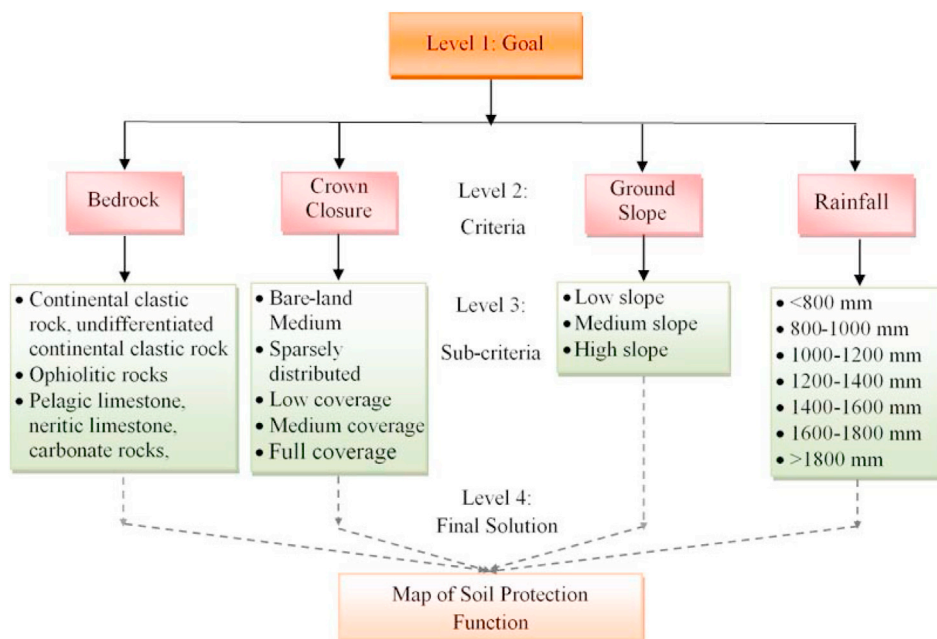 Level 1: Goal
Bedrock
Crown
Closure
Level 2:
Criteria
Ground
Slope
Rainfall
• Continental clastic
rock, undifferentiated
continental clastic rock
• Ophiolitic rocks
• Pelagic limestone,
neritic limestone,
carbonate rocks,
• Bare-land
Medium
• Sparsely
distributed
• Low coverage
• Medium coverage
• Full coverage
Level 3:
Sub-criteria
• Low slope
• Medium slope
• High slope
• <800 mm
• 800-1000 mm
• 1000-1200 mm
• 1200-1400 mm
• 1400-1600 mm
• 1600-1800 mm
• >1800 mm
Level 4:
Final Solution
Map of Soil Protection
Function